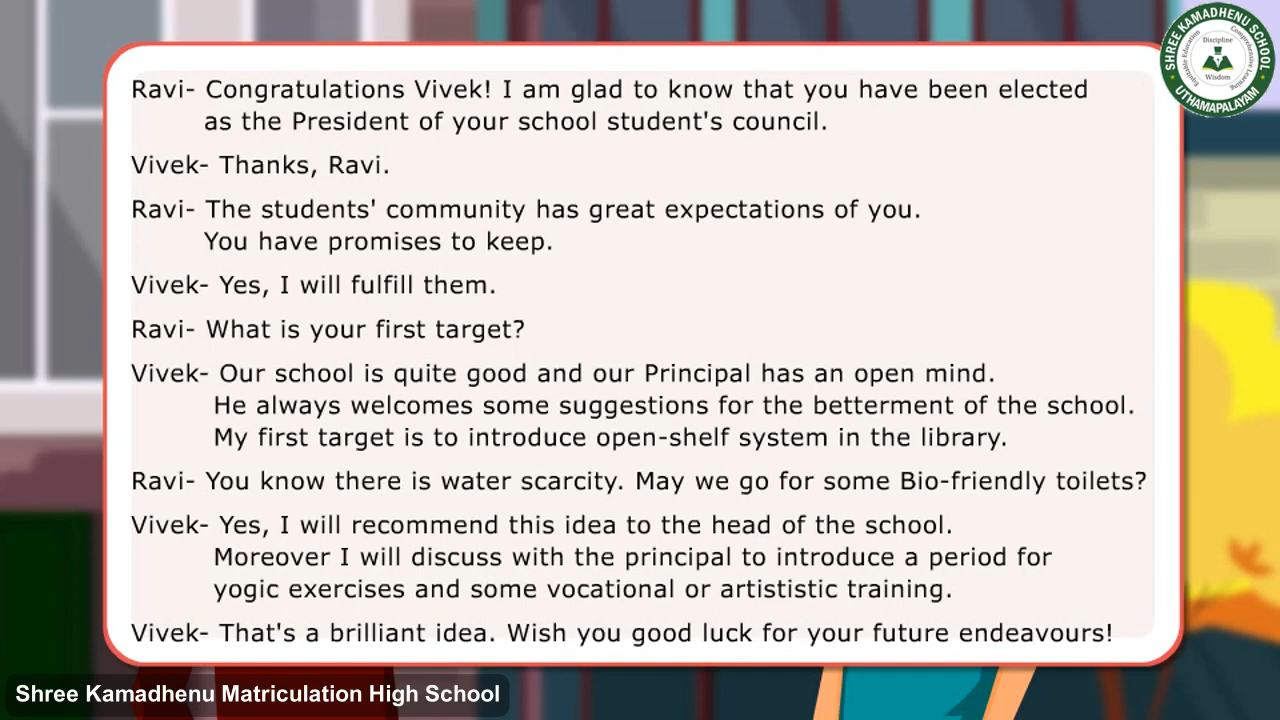 Ravi- Congratulations Vivek! I am glad to know that you have been elected
as the President of your school student's council.
Vivek- Thanks, Ravi.
Ravi- The students' community has great expectations of you.
You have promises to keep.
Vivek- Yes, I will fulfill them.
Ravi- What is your first target?
Vivek- Our school is quite good and our Principal has an open mind.
He always welcomes some suggestions for the betterment of the school.
My first target is to introduce open-shelf system in the library.
Ravi- You know there is water scarcity. May we go for some Bio-friendly toilets?
Vivek- Yes, I will recommend this idea to the head of the school.
Moreover I will discuss with the principal to introduce a period for
yogic exercises and some vocational or artististic training.
Vivek- That's a brilliant idea. Wish you good luck for your future endeavours!
SHREE KAMADHENU SCHOOL
UTHAMAPALAYAM
Equitable Education
Discipline
Comprehensive Learning
Wisdom
Shree Kamadhenu Matriculation High School